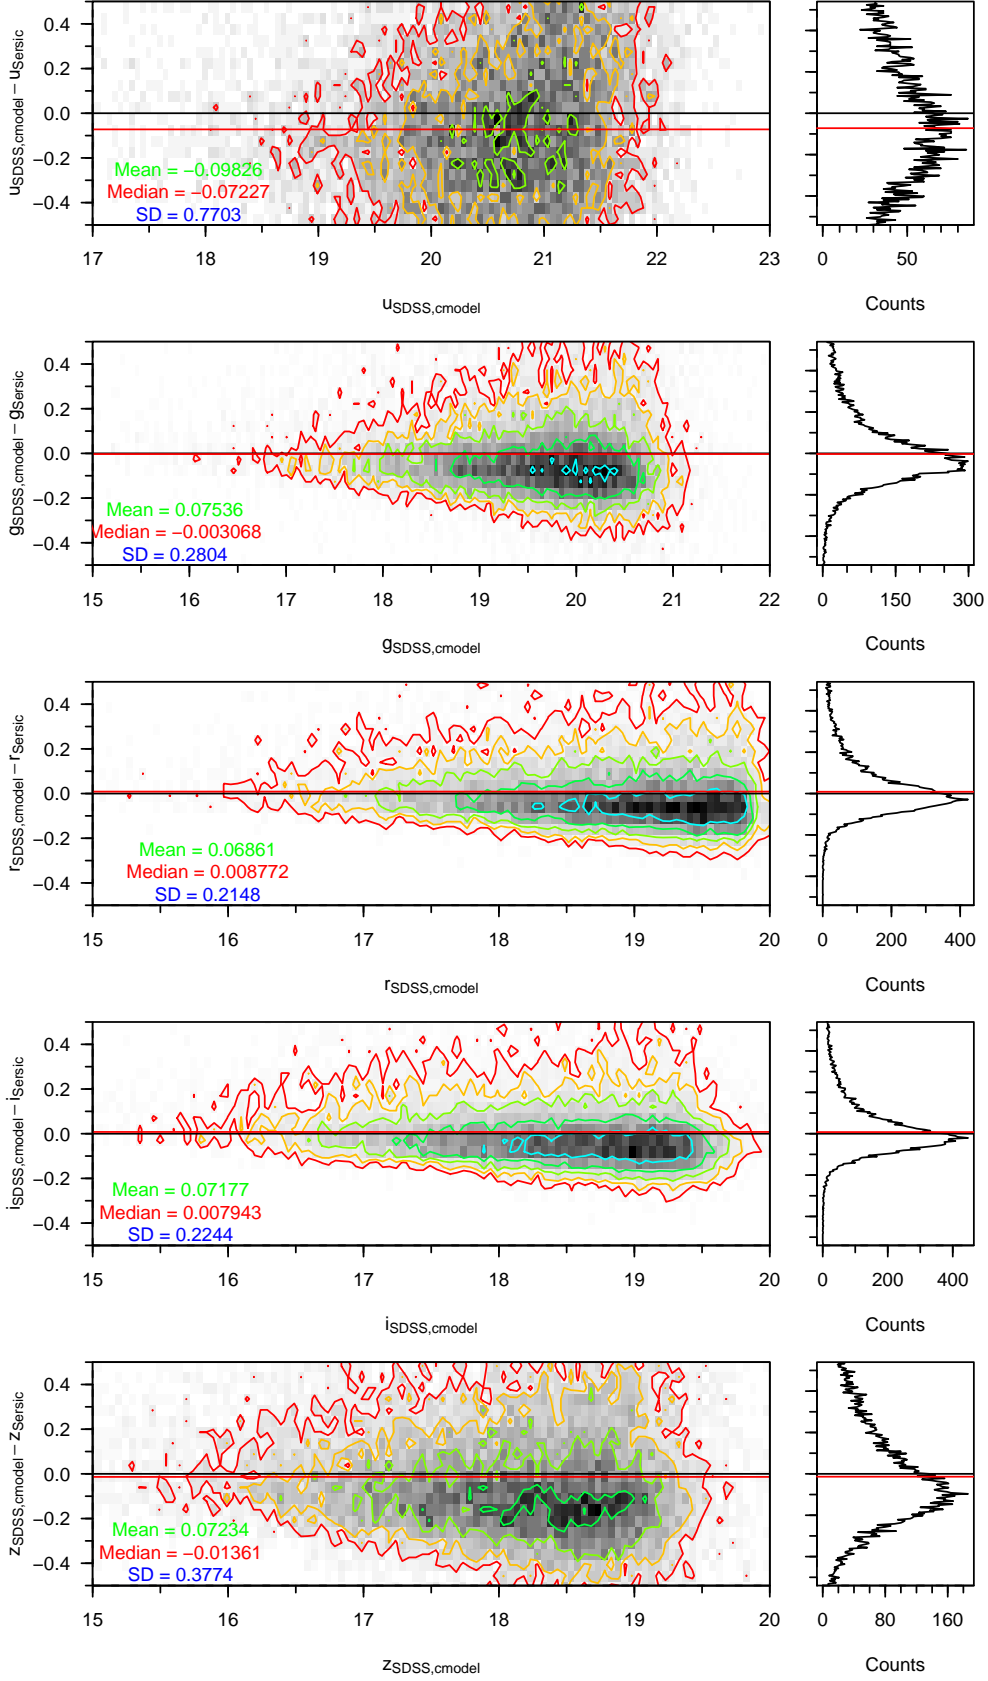 uSDSS,cmodel − uSersic
0.4
0.2
0.0
−0.2
−0.4
Mean = −0.09826
Median = −0.07227
SD = 0.7703
17 18 19 20 21 22 23
uSDSS,cmodel
0 50
Counts
gSDSS,cmodel − gSersic
0.4
0.2
0.0
−0.2
−0.4
Mean = 0.07536
Median = −0.003068
SD = 0.2804
15 16 17 18 19 20 21 22
gSDSS,cmodel
0 150 300
Counts
rSDSS,cmodel − rSersic
0.4
0.2
0.0
−0.2
−0.4
Mean = 0.06861
Median = 0.008772
SD = 0.2148
15 16 17 18 19 20
rSDSS,cmodel
0 200 400
Counts
iSDSS,cmodel − iSersic
0.4
0.2
0.0
−0.2
−0.4
Mean = 0.07177
Median = 0.007943
SD = 0.2244
15 16 17 18 19 20
iSDSS,cmodel
0 200 400
Counts
zSDSS,cmodel − zSersic
0.4
0.2
0.0
−0.2
−0.4
Mean = 0.07234
Median = −0.01361
SD = 0.3774
15 16 17 18 19 20
zSDSS,cmodel
0 80 160
Counts